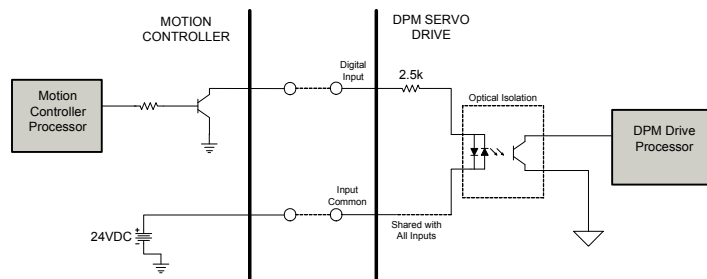 MOTION
CONTROLLER
DPM SERVO
DRIVE
Digital
Input
2.5k
Optical Isolation
Motion
Controller
Processor
DPM Drive
Processor
Input
Common
Shared with
All Inputs
24VDC
+
-